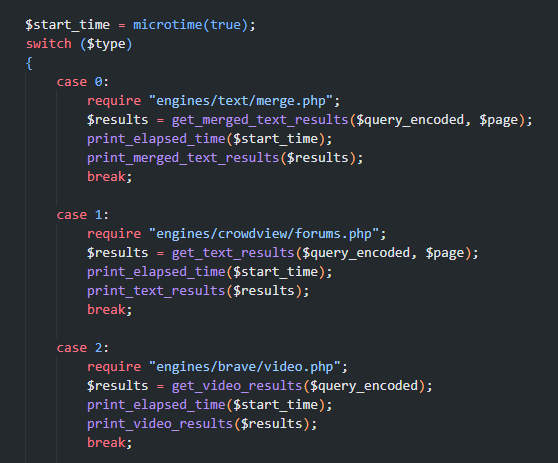 $start_time = microtime(true);
switch ($type)
{
    case 0:
        require "engines/text/merge.php";
        $results = get_merged_text_results($query_encoded, $page);
        print_elapsed_time($start_time);
        print_merged_text_results($results);
        break;

    case 1:
        require "engines/crowdview/forums.php";
        $results = get_text_results($query_encoded, $page);
        print_elapsed_time($start_time);
        print_text_results($results);
        break;

    case 2:
        require "engines/brave/video.php";
        $results = get_video_results($query_encoded);
        print_elapsed_time($start_time);
        print_video_results($results);
        break;